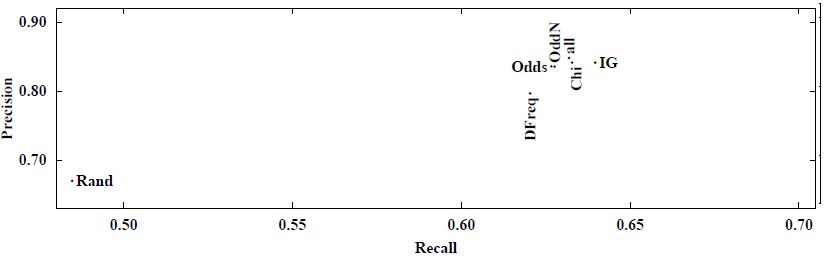 0.90
0.80
0.70
Precision
Odds
OddN
all
Chi
IG
DFreq
Rand
0.50
0.55
0.60
0.65
0.70
Recall